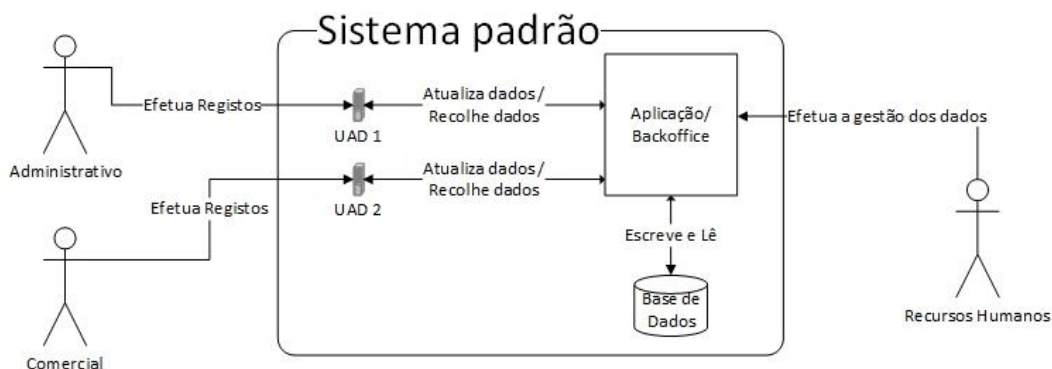 Sistema padrão
Efetua Registos
UAD 1
Atualiza dados/
Recolhe dados
Aplicação/
Backoffice
Efetua a gestão dos dados
Administrativo
Efetua Registos
UAD 2
Atualiza dados/
Recolhe dados
Escreve e Lê
Base de
Dados
Recursos Humanos
Comercial